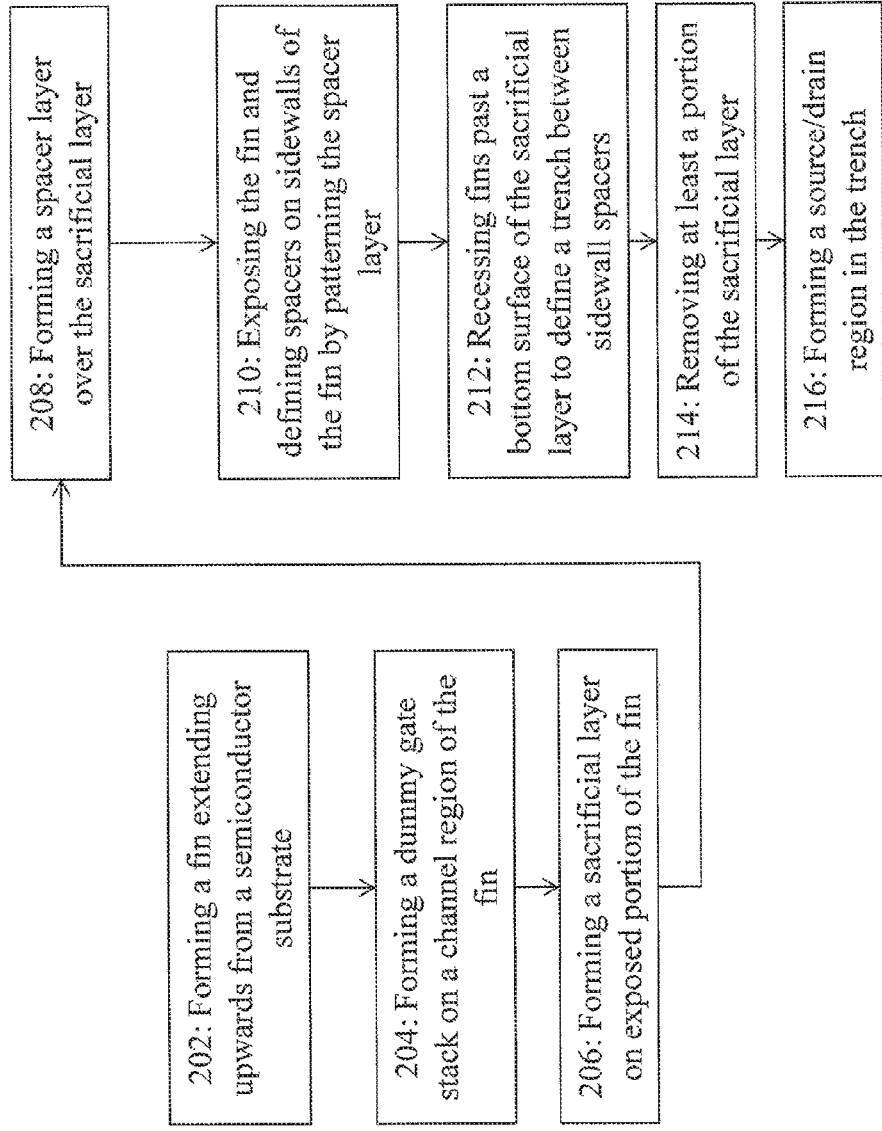 202: Forming a fin extending
upwards from a semiconductor
substrate
204: Forming a dummy gate
stack on a channel region of the
fin
206: Forming a sacrificial layer
on exposed portion of the fin
208: Forming a spacer layer
over the sacrificial layer
210: Exposing the fin and
defining spacers on sidewalls of
the fin by patterning the spacer
layer
212: Recessing fins past a
bottom surface of the sacrificial
layer to define a trench between
sidewall spacers
214: Removing at least a portion
of the sacrificial layer
216: Forming a source/drain
region in the trench